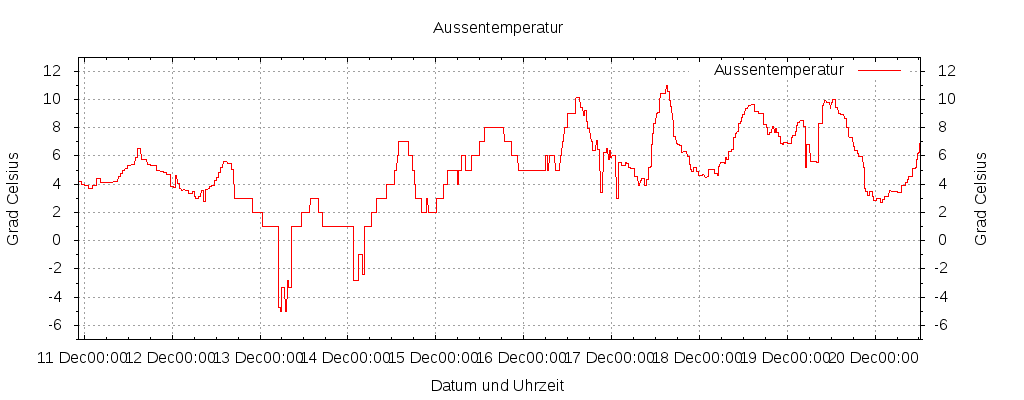 Aussentemperatur
Aussentemperatur
12 12
10 10
8 8
6 6
4 4
2 2
0 0
-2 -2
-4 -4
-6 -6
Grad Celsius
Grad Celsius
11 Dec00:00 12 Dec00:00 13 Dec00:00 14 Dec00:00 15 Dec00:00 16 Dec00:00 17 Dec00:00 18 Dec00:00 19 Dec00:00 20 Dec00:00
Datum und Uhrzeit